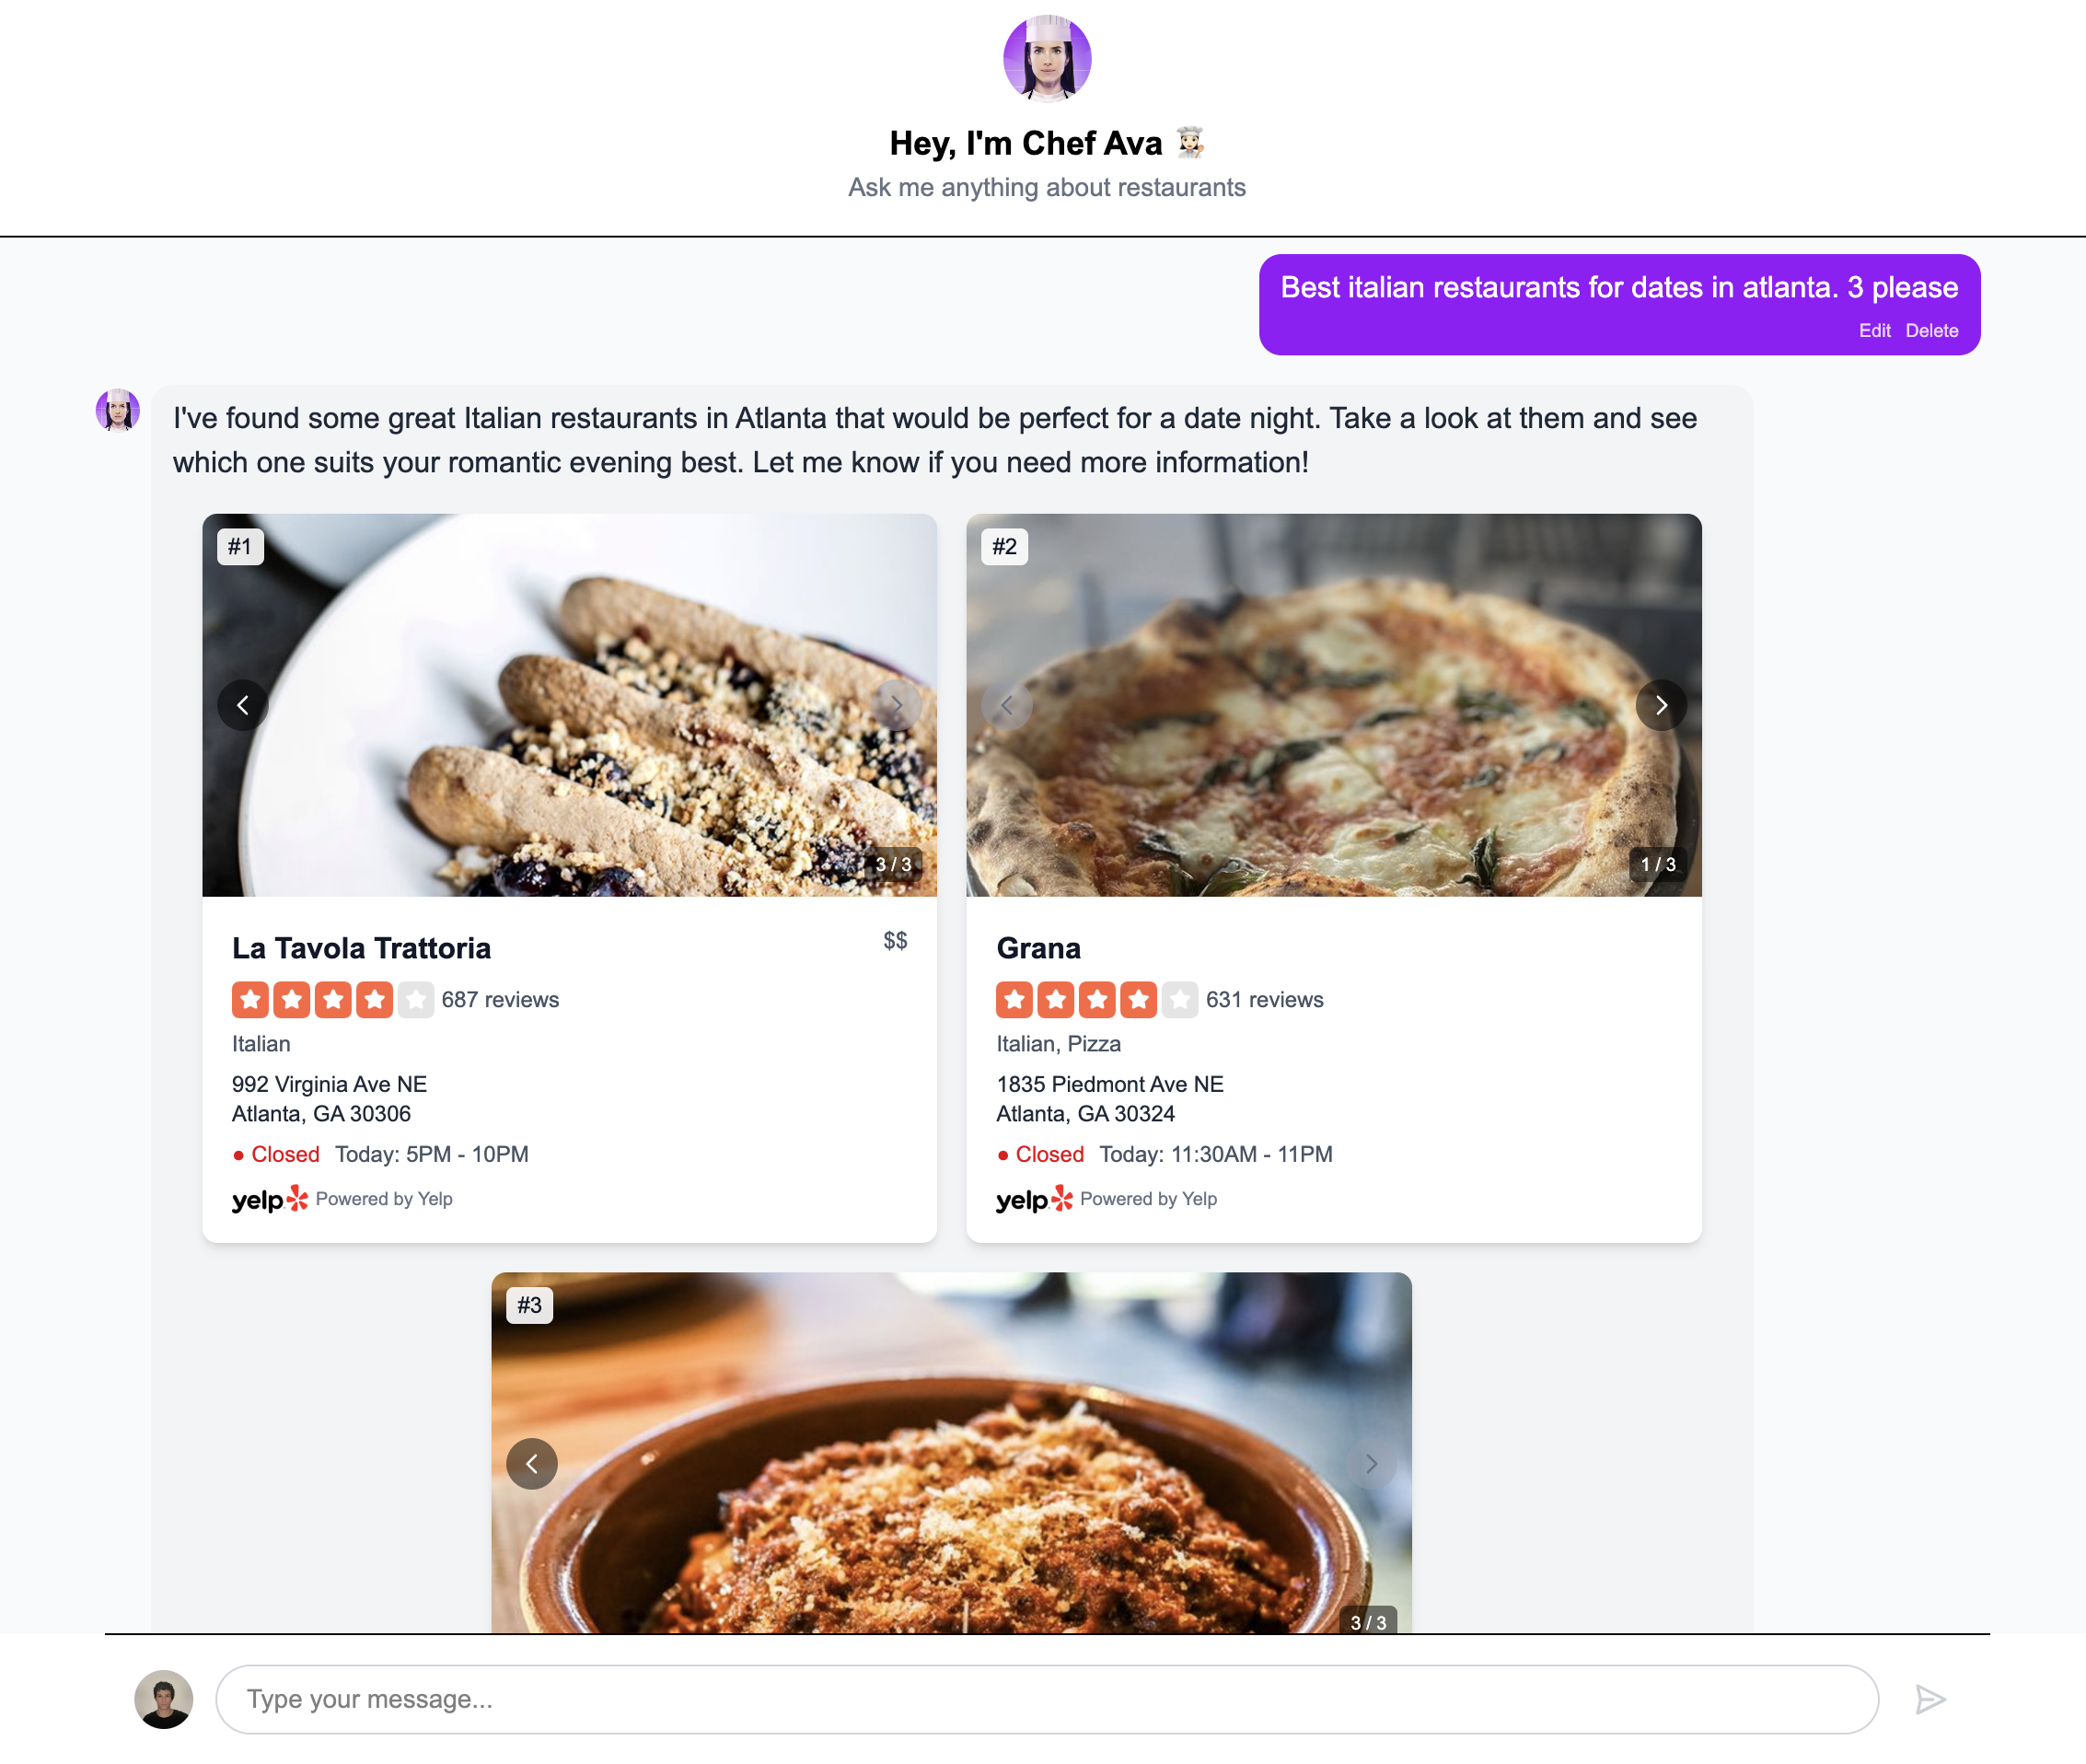 Hey, I'm Chef Ava
Ask me anything about restaurants
Best italian restaurants for dates in atlanta. 3 please
Edit Delete
I've found some great Italian restaurants in Atlanta that would be perfect for a date night. Take a look at them and see
which one suits your romantic evening best. Let me know if you need more information!
#1
3 / 3
La Tavola Trattoria
$$
687 reviews
Italian
992 Virginia Ave NE
Atlanta, GA 30306
Closed Today: 5PM - 10PM
yelp Powered by Yelp
#2
1 / 3
Grana
631 reviews
Italian, Pizza
1835 Piedmont Ave NE
Atlanta, GA 30324
Closed Today: 11:30AM - 11PM
yelp Powered by Yelp
#3
3 / 3
Type your message...